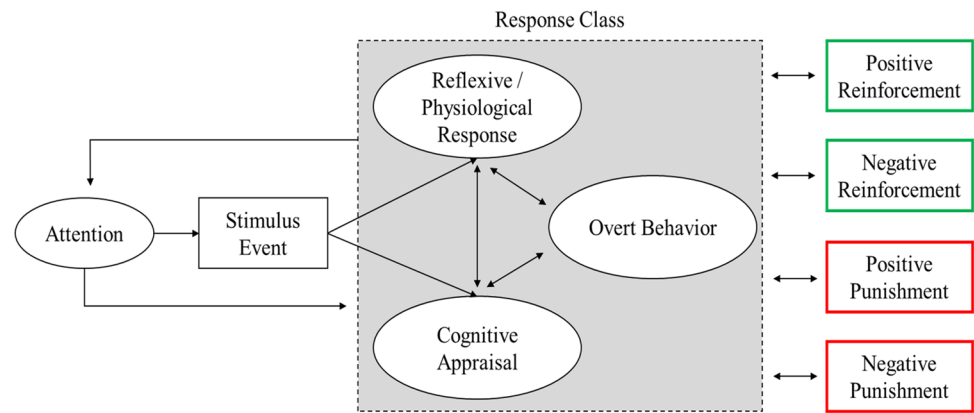 Response Class
Reflexive /
Physiological
Response
Attention
Stimulus
Event
Overt Behavior
Cognitive
Appraisal
Positive
Reinforcement
Negative
Reinforcement
Positive
Punishment
Negative
Punishment